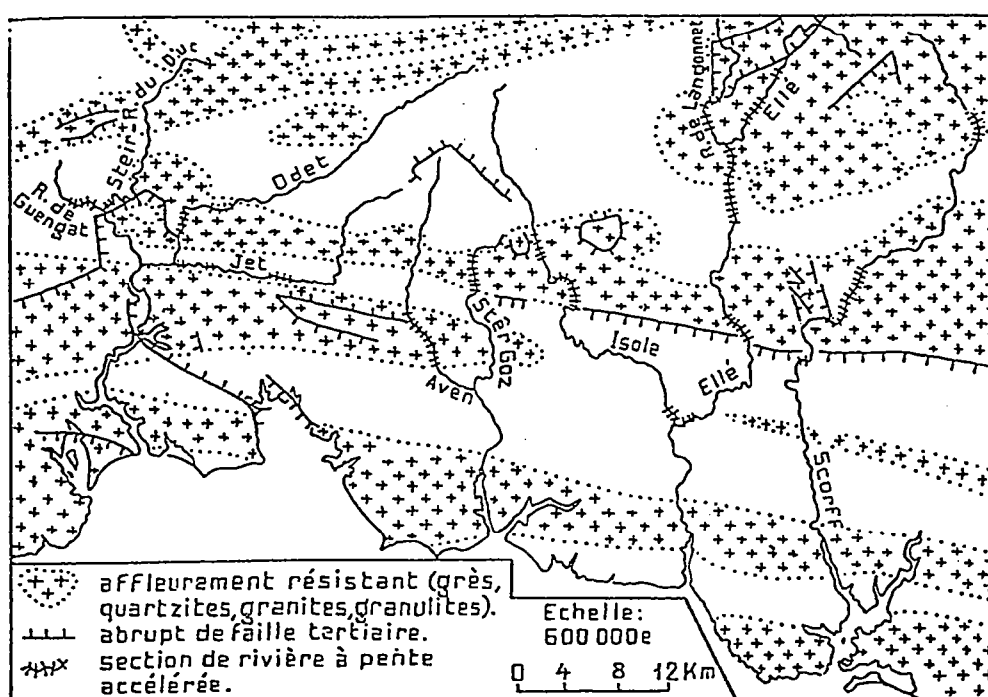 Steir-R du Duc
R de
Guengat
Odet
Jet
Stêr Goz
Aven
Isole
Ellé
R de Landonnet
Ellé
Scorff
affleurement résistant (grès,
quartzites, granites, granulites).
abrupt de faille tertiaire.
section de rivière à pente
accélérée.
Echelle:
600 000e
0 4 8 12 Km